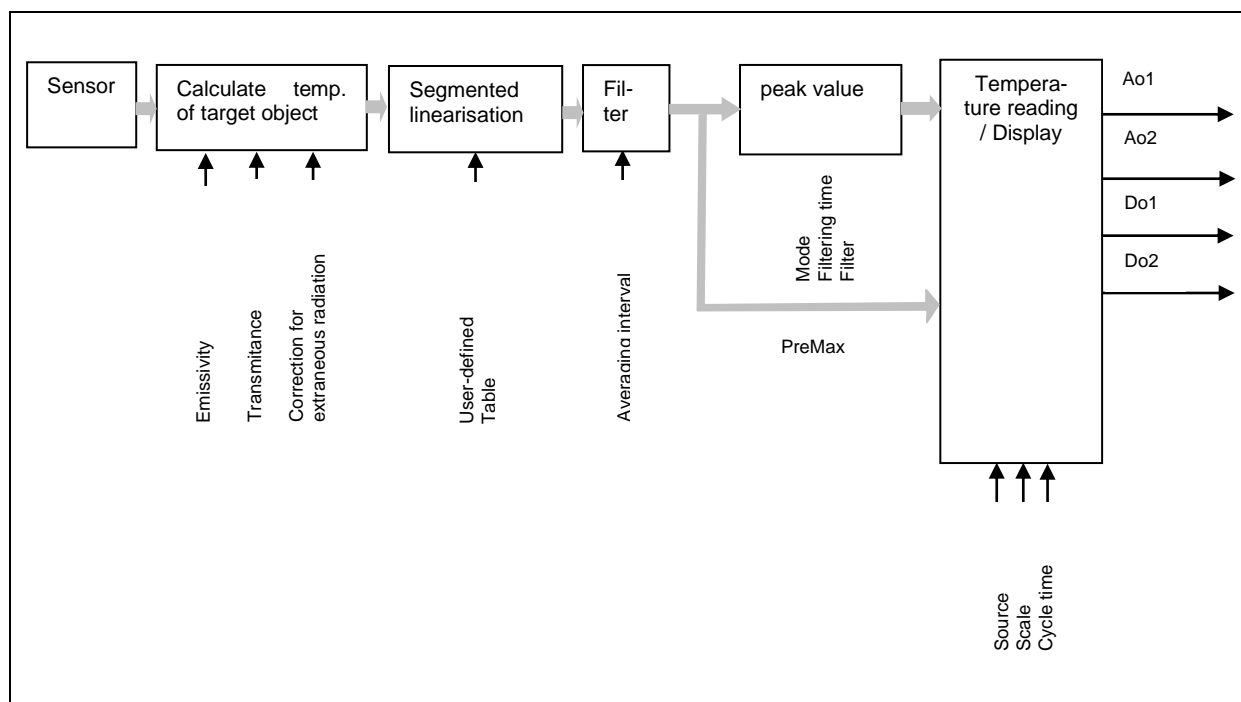 Sensor
Calculate temp.
of target object
Segmented
linearisation
Fil-
ter
peak value
Tempera-
ture reading
/ Display
Ao1
Ao2
Do1
Do2
Emissivity
Transmitance
Correction for
extraneous radiation
User-defined
Table
Averaging interval
Mode
Filtering time
Filter
PreMax
Source
Scale
Cycle time